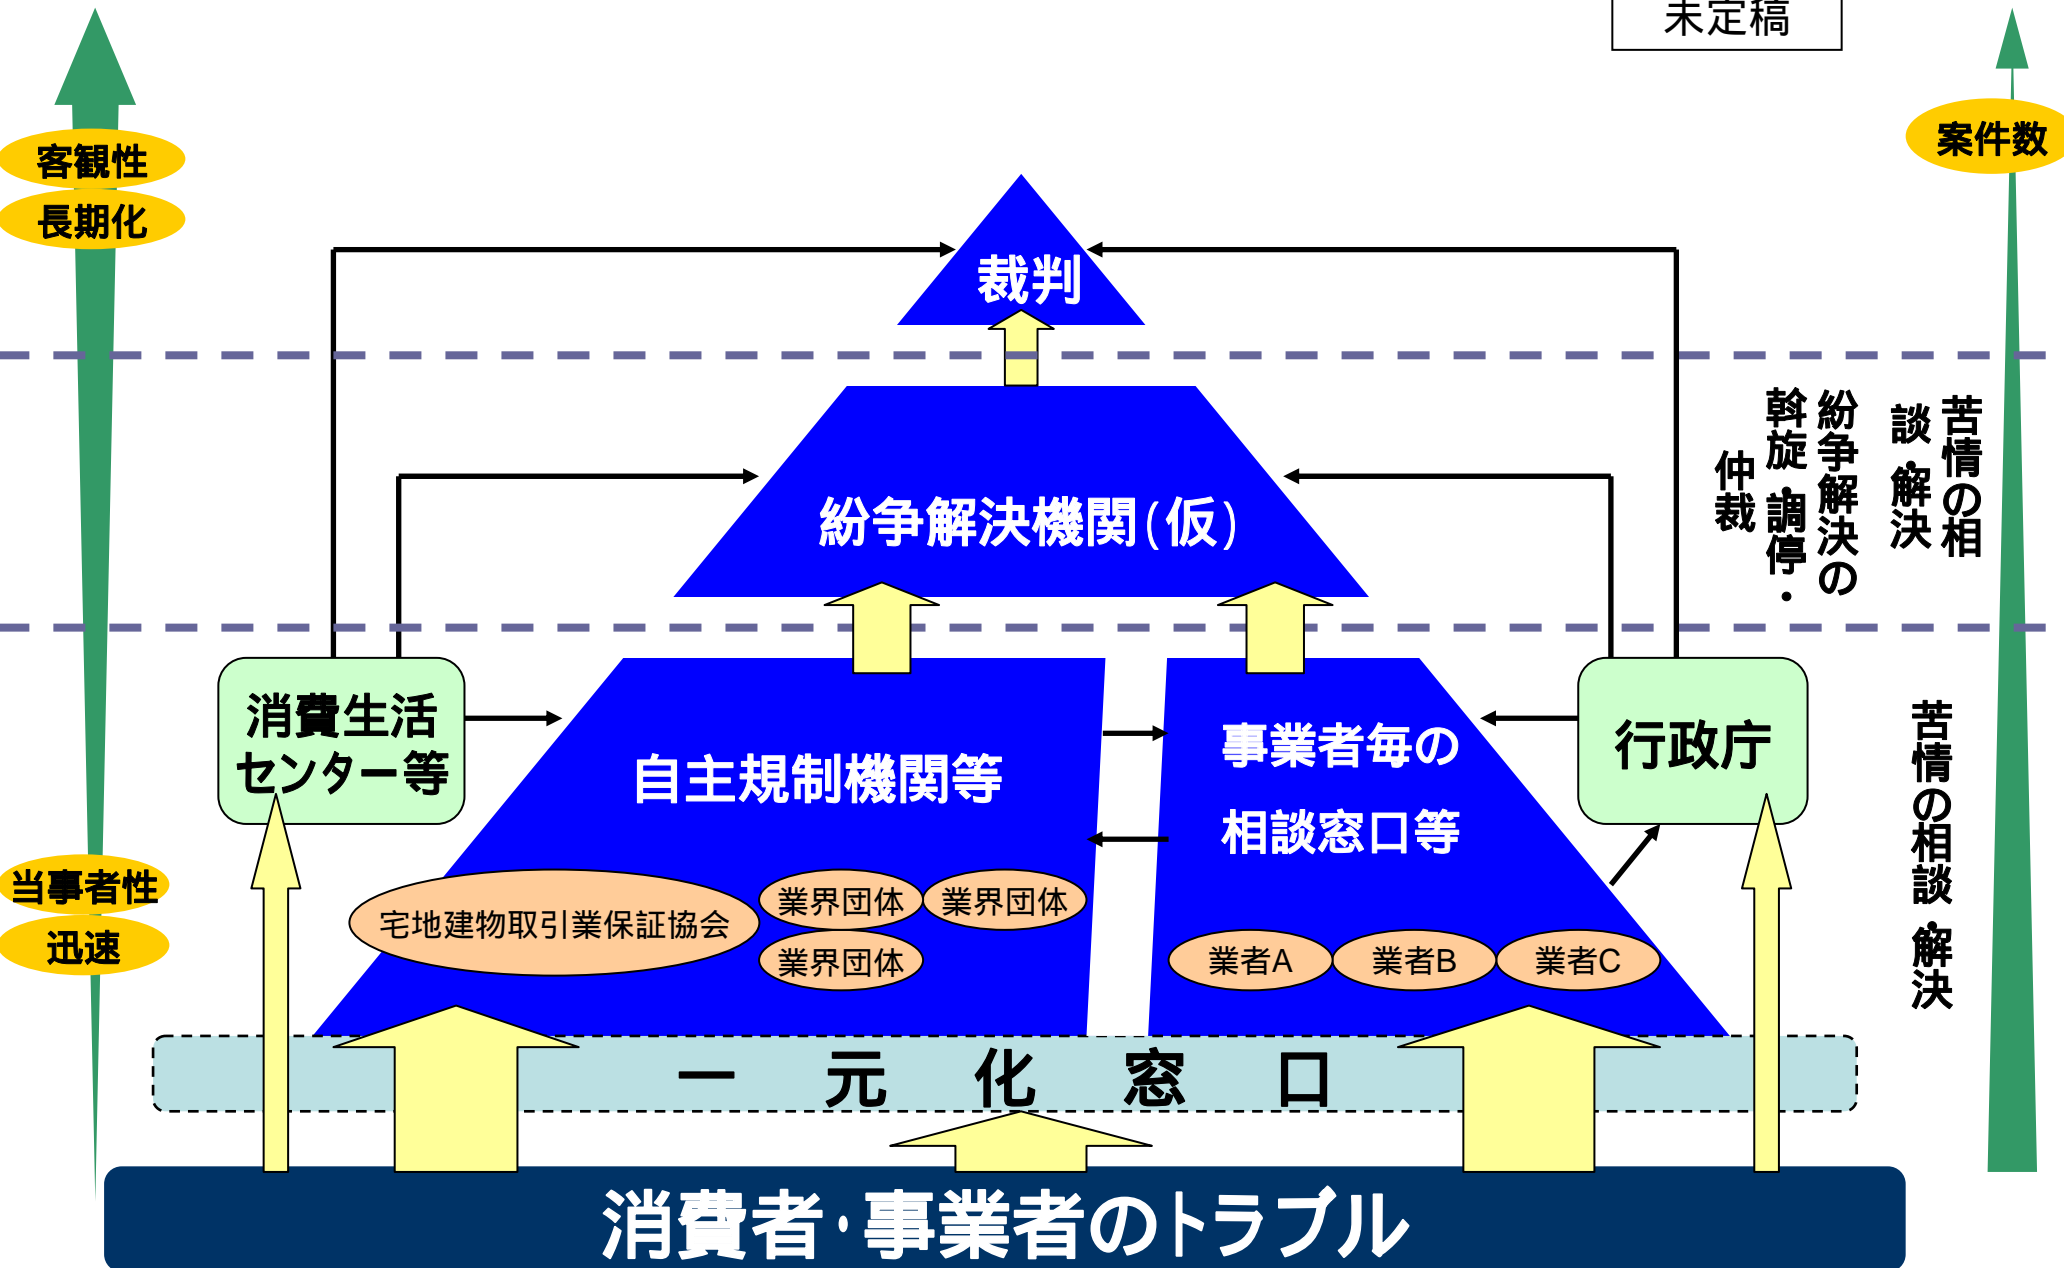 未定稿
客観性
長期化
案件数
裁判
紛争解決機関(仮)
苦情の相
談・解決
紛争解決の
斡旋・調停・
仲裁
消費生活
センター等
自主規制機関等
事業者毎の
相談窓口等
行政庁
苦情の相談・解決
当事者性
迅速
宅地建物取引業保証協会
業界団体
業界団体
業界団体
業者A
業者B
業者C
一元化窓口
消費者・事業者のトラブル